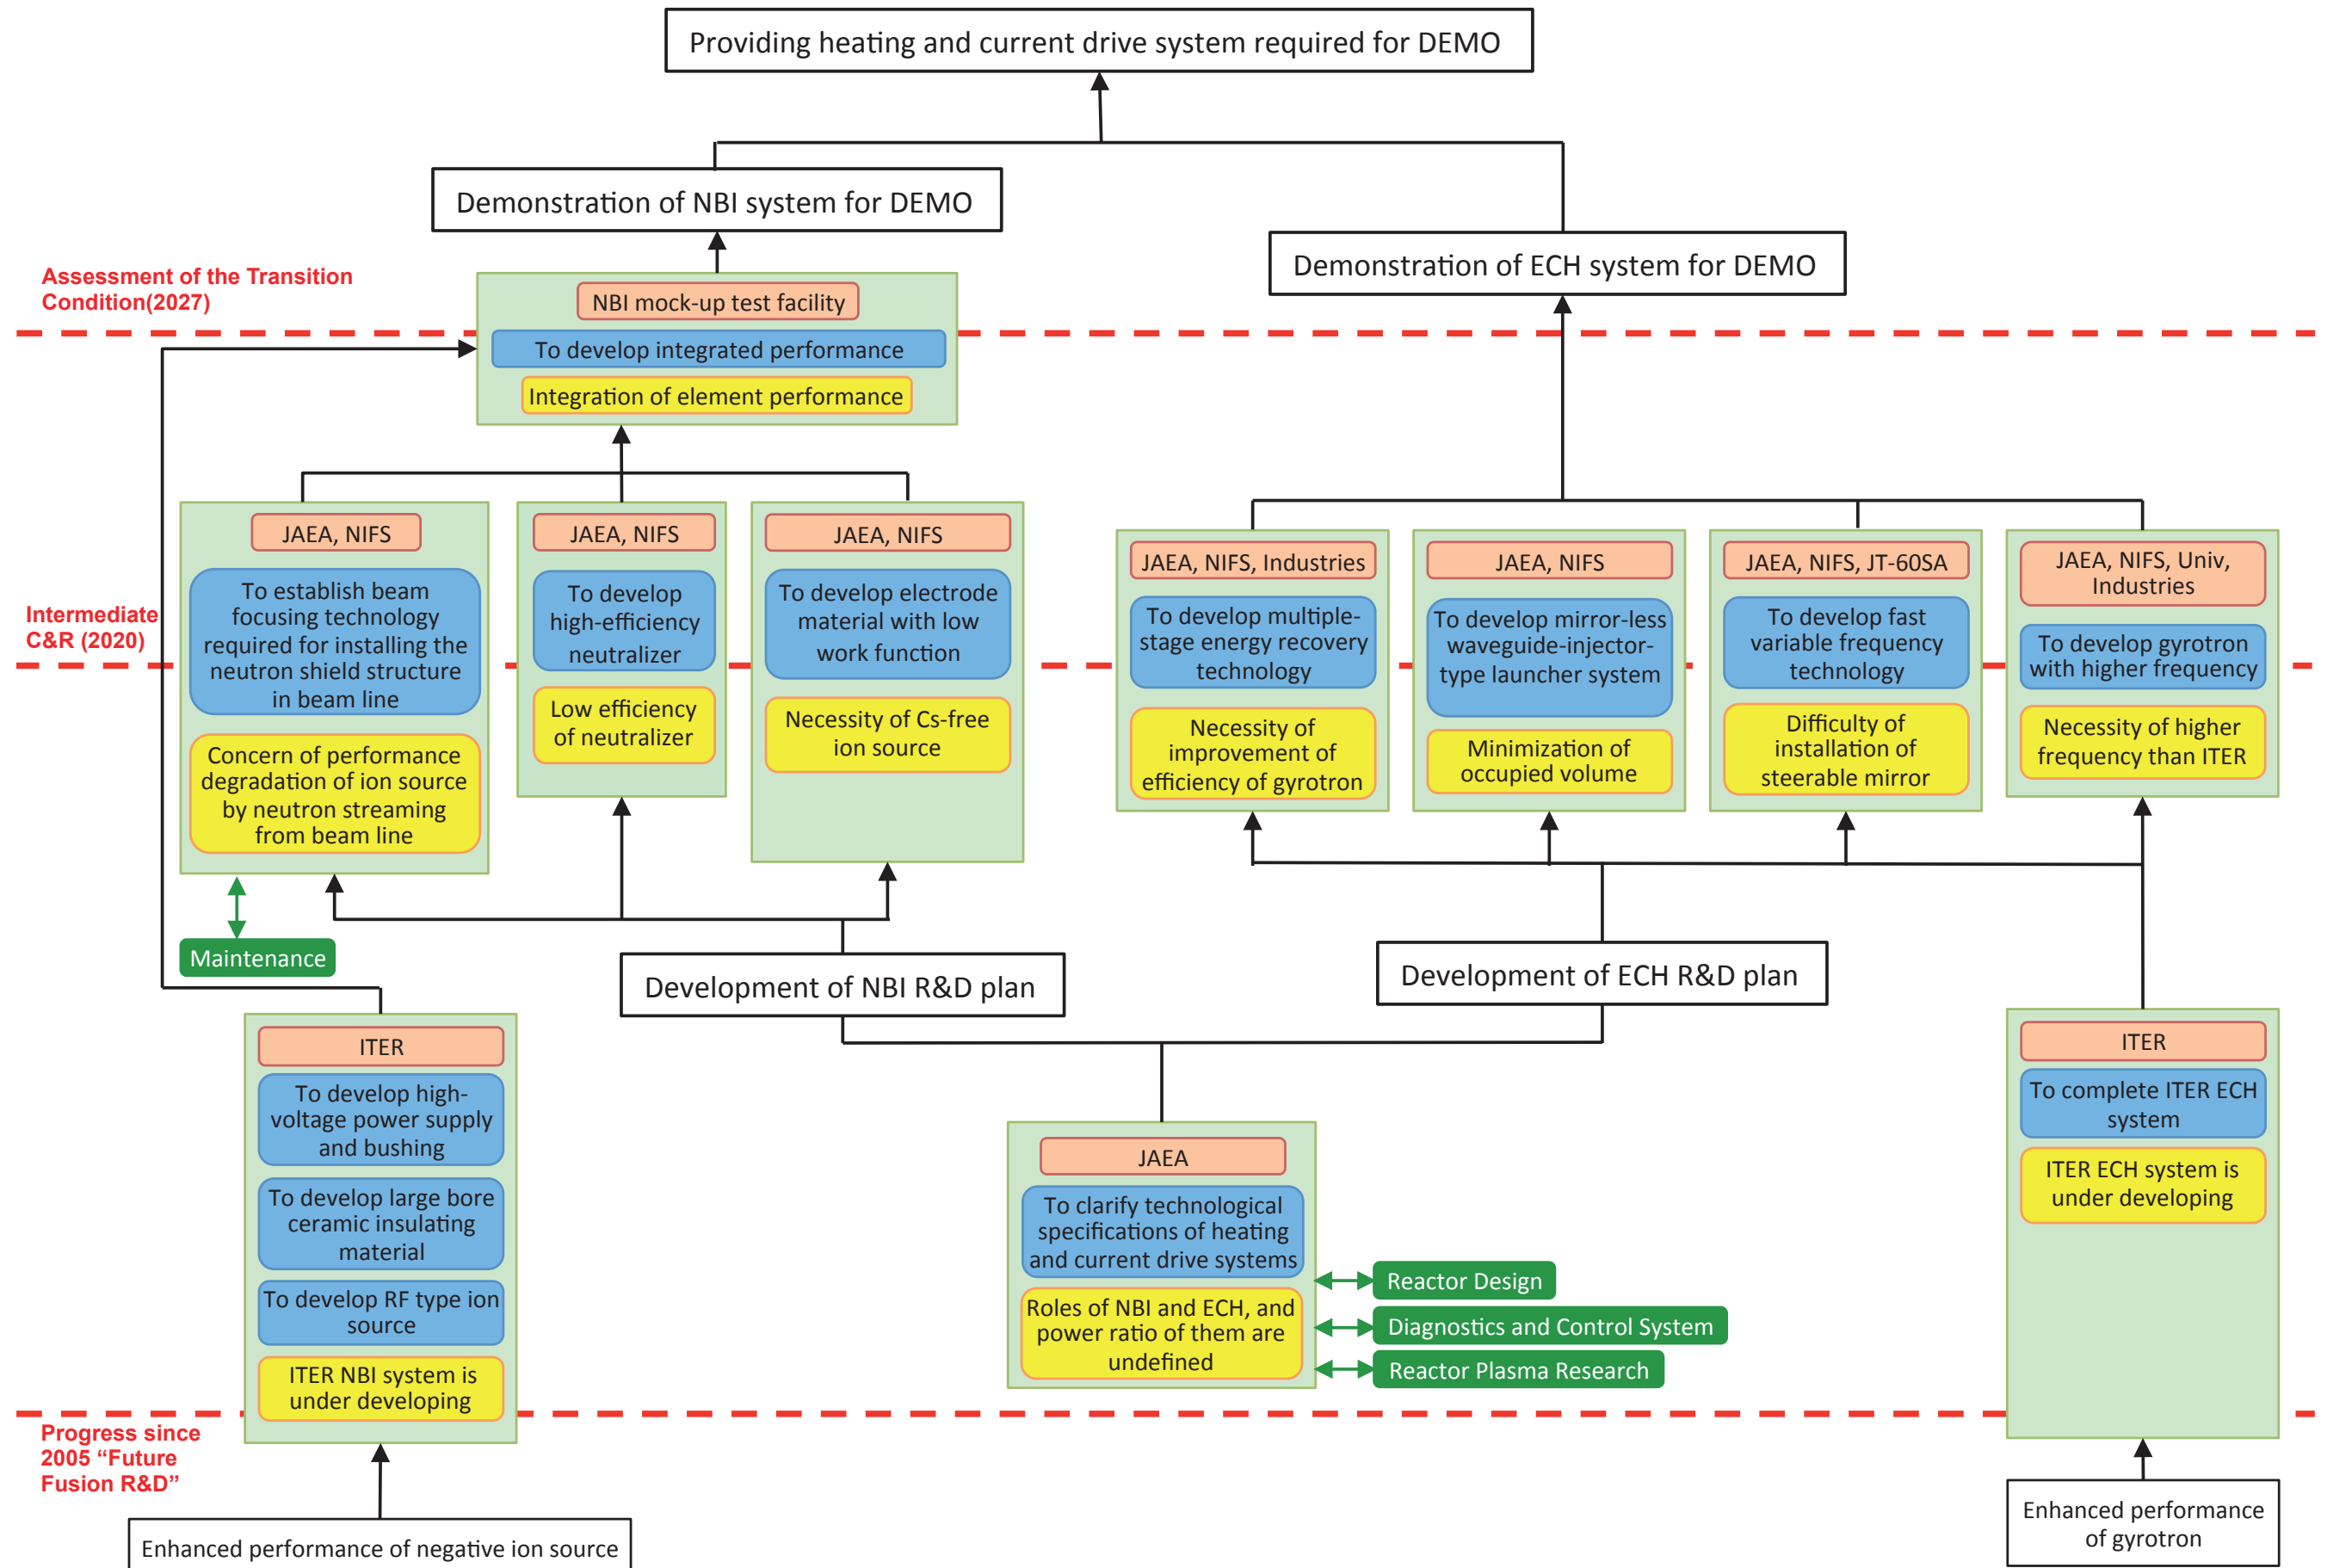 Providing heating and current drive system required for DEMO
Demonstration of NBI system for DEMO
Demonstration of ECH system for DEMO
Assessment of the Transition
Condition(2027)
NBI mock-up test facility
To develop integrated performance
Integration of element performance
Intermediate
C&R (2020)
JAEA, NIFS
To establish beam
focusing technology
required for installing the
neutron shield structure
in beam line
Concern of performance
degradation of ion source
by neutron streaming
from beam line
JAEA, NIFS
To develop
high-efficiency
neutralizer
Low efficiency
of neutralizer
JAEA, NIFS
To develop electrode
material with low
work function
Necessity of Cs-free
ion source
JAEA, NIFS, Industries
To develop multiple-
stage energy recovery
technology
Necessity of
improvement of
efficiency of gyrotron
JAEA, NIFS
To develop mirror-less
waveguide-injector-
type launcher system
Minimization of
occupied volume
JAEA, NIFS, JT-60SA
To develop fast
variable frequency
technology
Difficulty of
installation of
steerable mirror
JAEA, NIFS, Univ,
Industries
To develop gyrotron
with higher frequency
Necessity of higher
frequency than ITER
Maintenance
Development of NBI R&D plan
Development of ECH R&D plan
ITER
To develop high-
voltage power supply
and bushing
To develop large bore
ceramic insulating
material
To develop RF type ion
source
ITER NBI system is
under developing
JAEA
To clarify technological
specifications of heating
and current drive systems
Roles of NBI and ECH, and
power ratio of them are
undefined
Reactor Design
Diagnostics and Control System
Reactor Plasma Research
ITER
To complete ITER ECH
system
ITER ECH system is
under developing
Progress since
2005 “Future
Fusion R&D”
Enhanced performance of negative ion source
Enhanced performance
of gyrotron